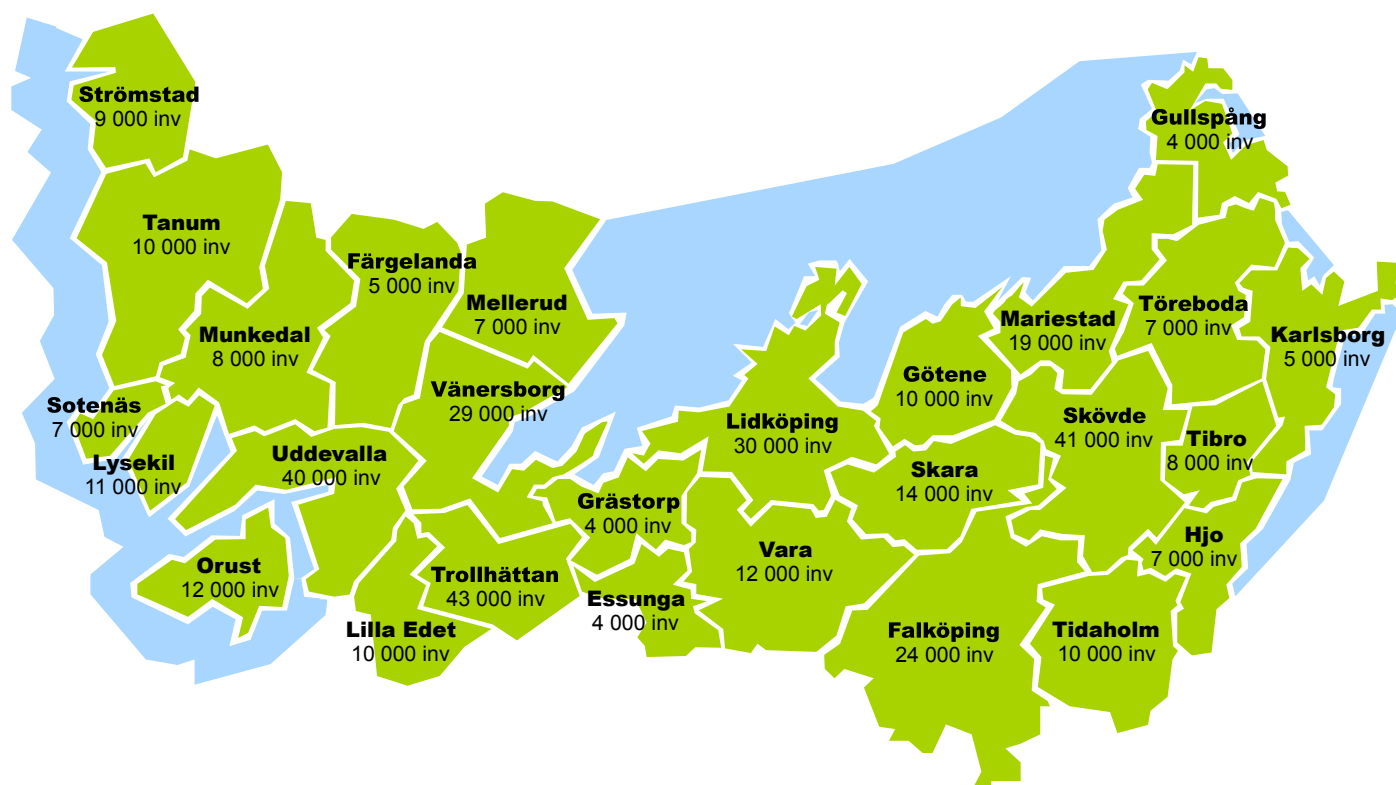 Strömstad
9 000 inv
Gullspång
4 000 inv
Tanum
10 000 inv
Färgelanda
5 000 inv
Mellerud
7 000 inv
Munkedal
8 000 inv
Mariestad
19 000 inv
Töreboda
7 000 inv
Karlsborg
5 000 inv
Götene
10 000 inv
Vänersborg
29 000 inv
Sotenäs
7 000 inv
Lidköping
30 000 inv
Skövde
41 000 inv
Tibro
8 000 inv
Lysekil
11 000 inv
Uddevalla
40 000 inv
Skara
14 000 inv
Grästorp
4 000 inv
Hjo
7 000 inv
Vara
12 000 inv
Orust
12 000 inv
Trollhättan
43 000 inv
Essunga
4 000 inv
Lilla Edet
10 000 inv
Falköping
24 000 inv
Tidaholm
10 000 inv